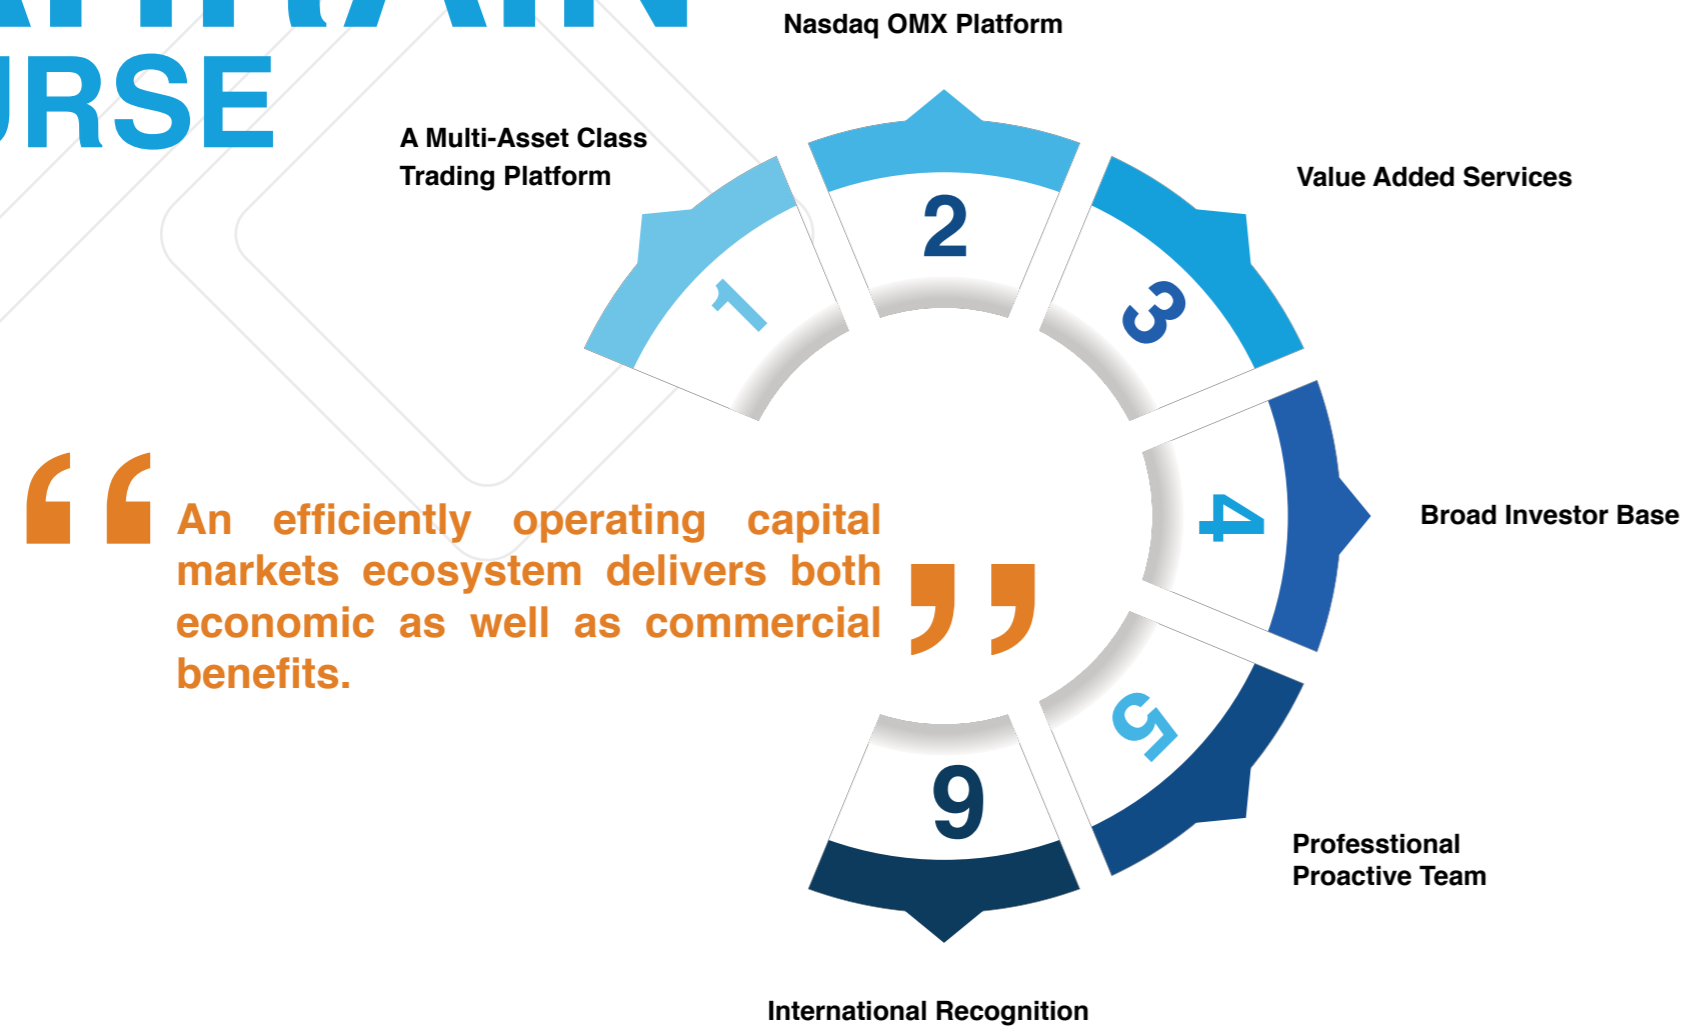 AHRAIN
URSE
Nasdaq OMX Platform
A Multi-Asset Class
Trading Platform
Value Added Services
1
2
3
4
5
6
Broad Investor Base
“ An efficiently operating capital
markets ecosystem delivers both
economic as well as commercial ”
benefits.
Professtional
Proactive Team
International Recognition